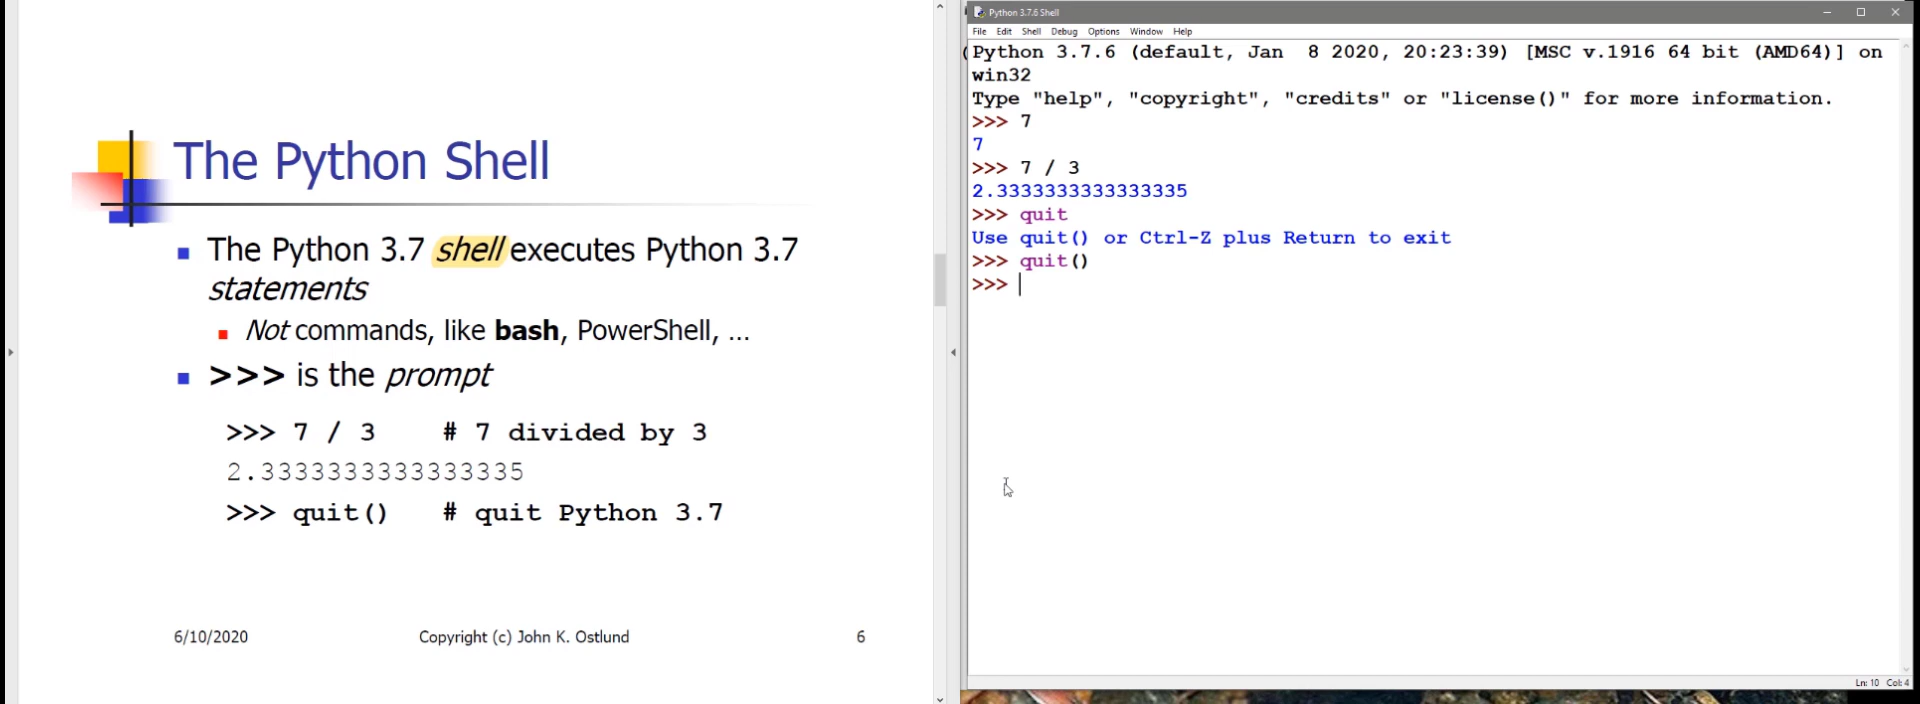 The Python Shell
The Python 3.7 shell executes Python 3.7
statements
Not commands, like bash, PowerShell, ...
>>> is the prompt
>>> 7 / 3    # 7 divided by 3
2.3333333333333335
>>> quit()   # quit Python 3.7
6/10/2020
Copyright (c) John K. Ostlund
6
Python 3.7.6 Shell
File Edit Shell Debug Options Window Help
Python 3.7.6 (default, Jan  8 2020, 20:23:39) [MSC v.1916 64 bit (AMD64)] on
win32
Type "help", "copyright", "credits" or "license()" for more information.
>>> 7
7
>>> 7 / 3
2.3333333333333335
>>> quit
Use quit() or Ctrl-Z plus Return to exit
>>> quit()
>>>
Ln: 10 Col: 4